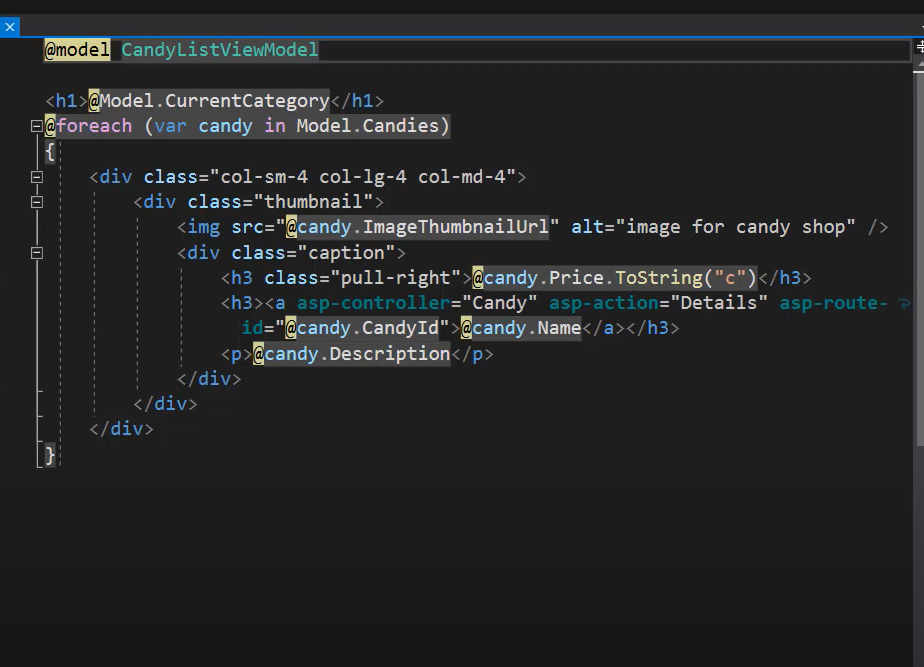 @model CandyListViewModel
<h1>@Model.CurrentCategory</h1>
@foreach (var candy in Model.Candies)
{
<div class="col-sm-4 col-lg-4 col-md-4">
<div class="thumbnail">
<img src="@candy.ImageThumbnailUrl" alt="image for candy shop" />
<div class="caption">
<h3 class="pull-right">@candy.Price.ToString("c")</h3>
<h3><a asp-controller="Candy" asp-action="Details" asp-route-
id="@candy.CandyId">@candy.Name</a></h3>
<p>@candy.Description</p>
</div>
</div>
</div>
}